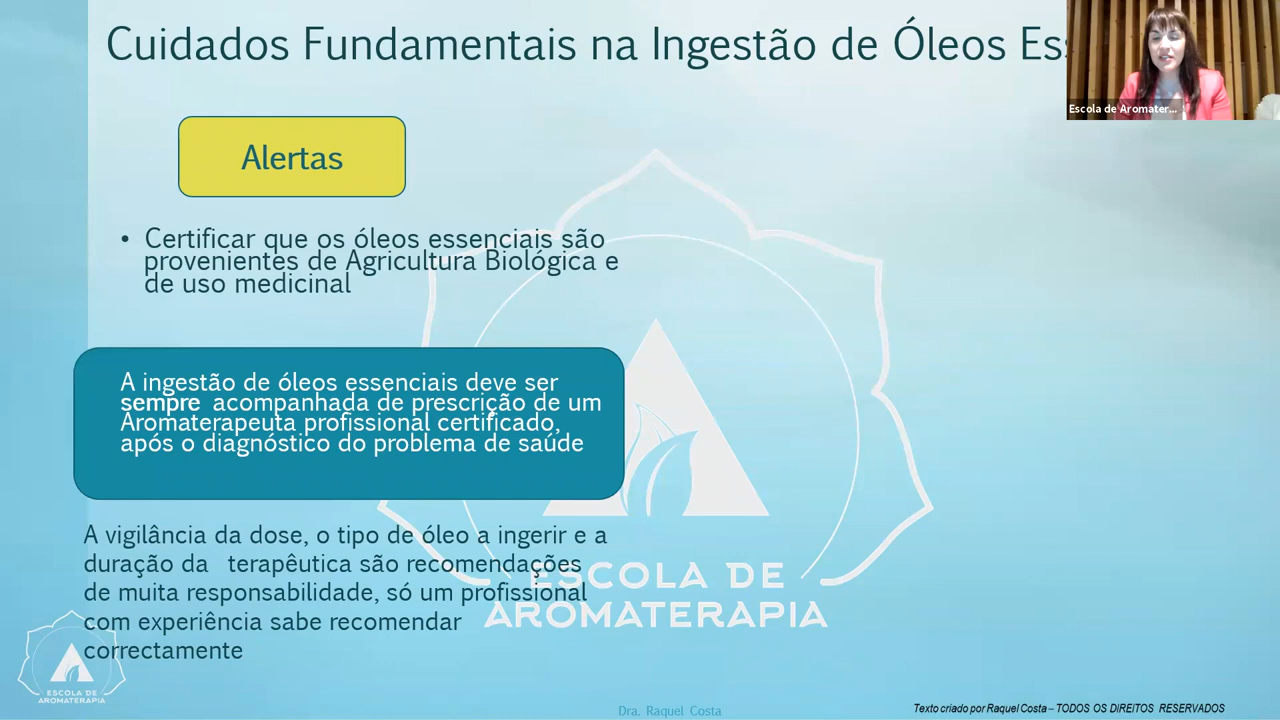 Cuidados Fundamentais na Ingestão de Óleos Es
Escola de Aromater...
Alertas
• Certificar que os óleos essenciais são
provenientes de Agricultura Biológica e
de uso medicinal
A ingestão de óleos essenciais deve ser
sempre acompanhada de prescrição de um
Aromaterapeuta profissional certificado,
após o diagnóstico do problema de saúde
A vigilância da dose, o tipo de óleo a ingerir e a
duração da terapêutica são recomendações
de muita responsabilidade, só um profissional
com experiência sabe recomendar
correctamente
ESCOLA DE
AROMATERAPIA
ESCOLA DE
AROMATERAPIA
Dra. Raquel Costa
Texto criado por Raquel Costa – TODOS OS DIREITOS RESERVADOS